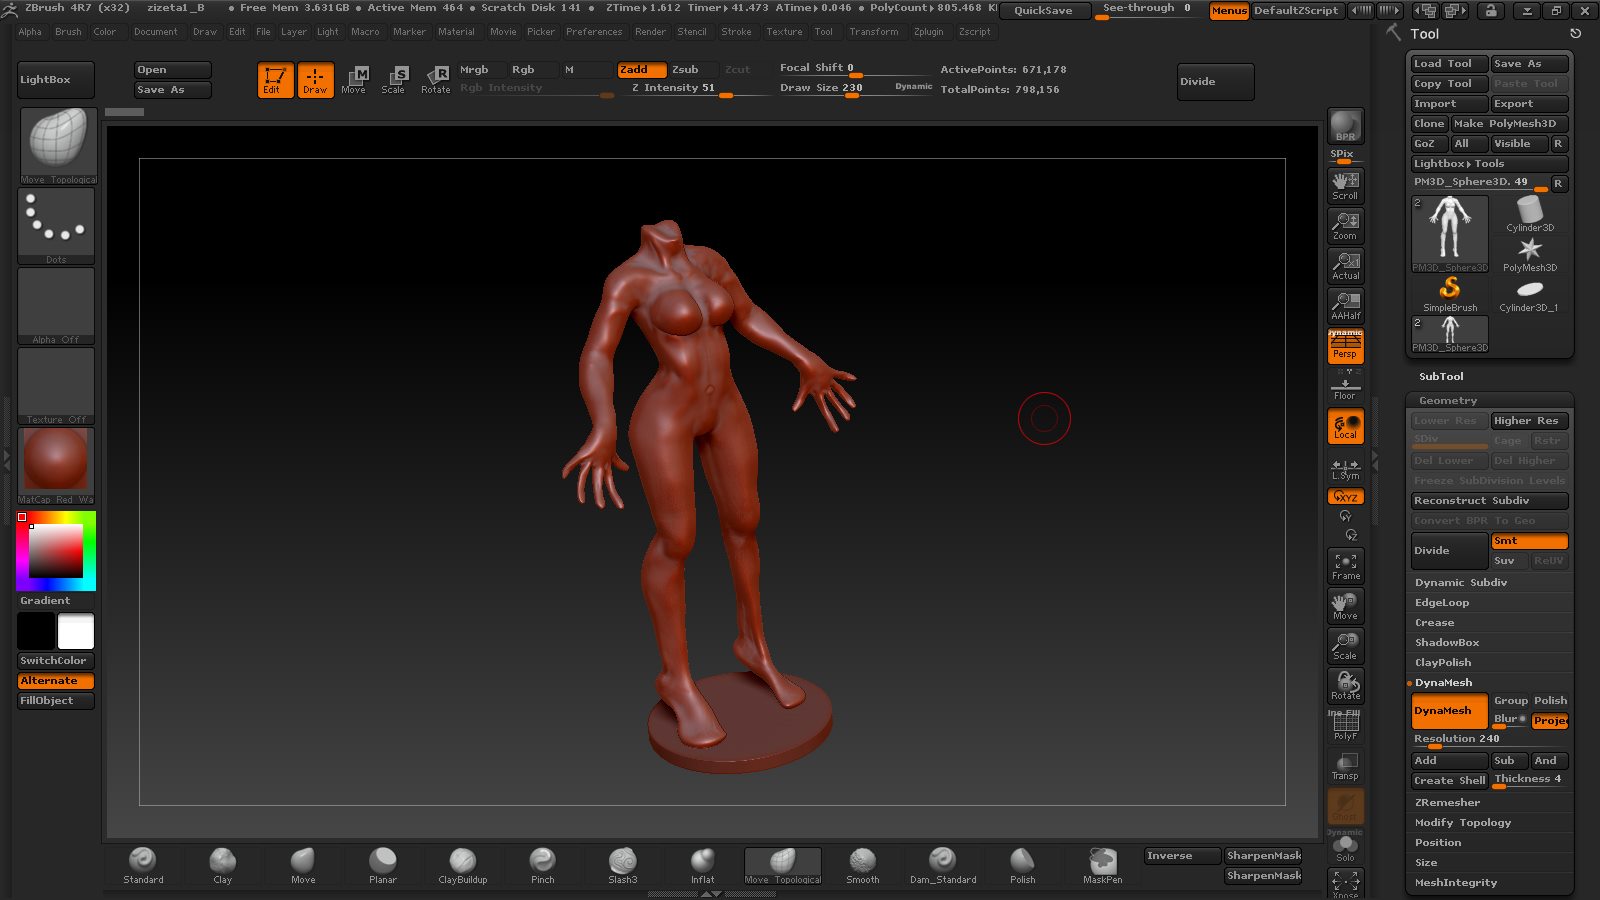 ZBrush 4R7 (x32) zizeta1_B • Free Mem 3.631GB • Active Mem 464 • Scratch Disk 141 • ZTime▸1.612 Timer▸41.473 ATime▸0.046 • PolyCount▸805.468 QuickSave See-through 0 Menus DefaultZScript
Alpha Brush Color Document Draw Edit File Layer Light Macro Marker Material Movie Picker Preferences Render Stencil Stroke Texture Tool Transform Zplugin Zscript
LightBox
Open
Save As
Edit
Draw
Move
Scale
Rotate
Mrgb Rgb M
Rgb Intensity
Zadd Zsub Zcut
Z Intensity 51
Focal Shift 0
Draw Size 230 Dynamic
ActivePoints: 671,178
TotalPoints: 798,156
Divide
Move Topological
Dots
Alpha Off
Texture Off
MatCap Red Wa
Gradient
SwitchColor
Alternate
FillObject
BPR
SPix
Scroll
Zoom
Actual
AAHalf
Dynamic
Persp
Floor
Local
L.Sym
XYZ
Y
Z
Frame
Move
Scale
Rotate
PolyF
Transp
Ghost
Dynamic
Solo
Xpose
Tool
Load Tool Save As
Copy Tool Paste Tool
Import Export
Clone Make PolyMesh3D
GoZ All Visible R
Lightbox▸Tools
PM3D_Sphere3D. 49 R
2
PM3D_Sphere3D
Cylinder3D
PolyMesh3D
SimpleBrush
Cylinder3D_1
2
PM3D_Sphere3D
SubTool
Geometry
Lower Res Higher Res
SDiv Cage Rstr
Del Lower Del Higher
Freeze SubDivision Levels
Reconstruct Subdiv
Convert BPR To Geo
Divide Smt
Suv ReUV
Dynamic Subdiv
EdgeLoop
Crease
ShadowBox
ClayPolish
DynaMesh
DynaMesh Group Polish
Blur Projec
Resolution 240
Add Sub And
Create Shell Thickness 4
ZRemesher
Modify Topology
Position
Size
MeshIntegrity
Standard Clay Move Planar ClayBuildup Pinch Slash3 Inflat Move Topological Smooth Dam_Standard Polish MaskPen
Inverse SharpenMask
SharpenMask